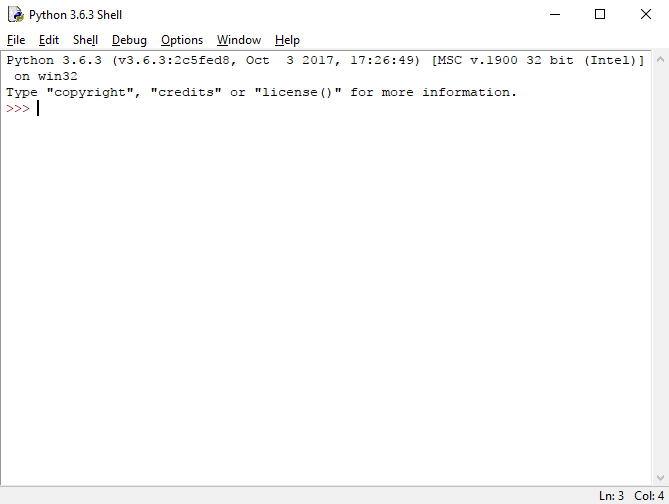 Python 3.6.3 Shell
File Edit Shell Debug Options Window Help
Python 3.6.3 (v3.6.3:2c5fed8, Oct  3 2017, 17:26:49) [MSC v.1900 32 bit (Intel)]
 on win32
Type "copyright", "credits" or "license()" for more information.
>>>
Ln: 3 Col: 4